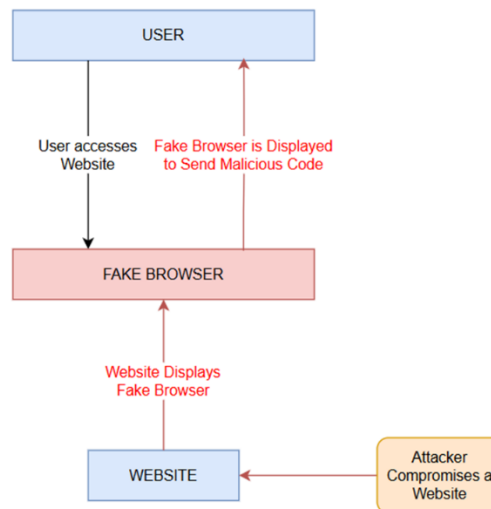 USER
User accesses
Website
Fake Browser is Displayed
to Send Malicious Code
FAKE BROWSER
Website Displays
Fake Browser
WEBSITE
Attacker
Compromises a
Website